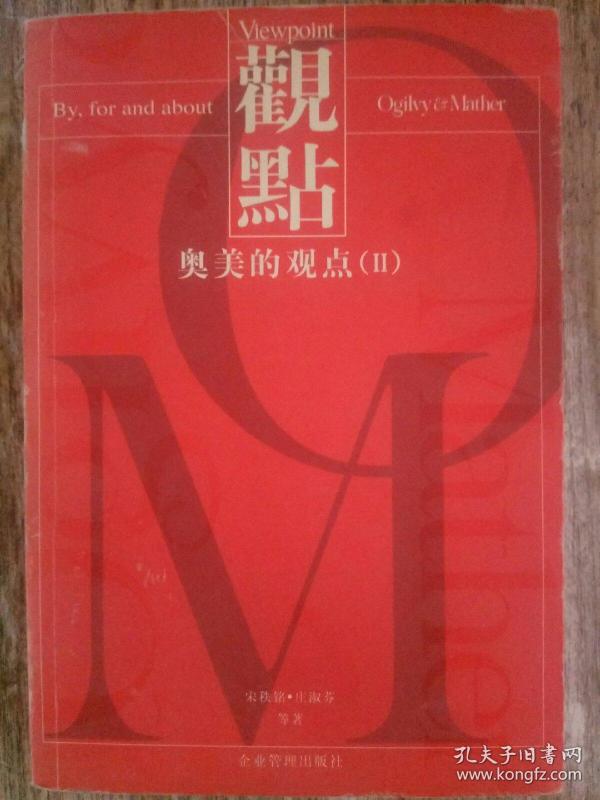 Viewpoint
觀點
By, for and about
Ogilvy & Mather
奥美的观点(II)
O
M
Mather
宋秩铭·庄淑芬
等著
企业管理出版社
孔夫子旧书网
www.kongfz.com